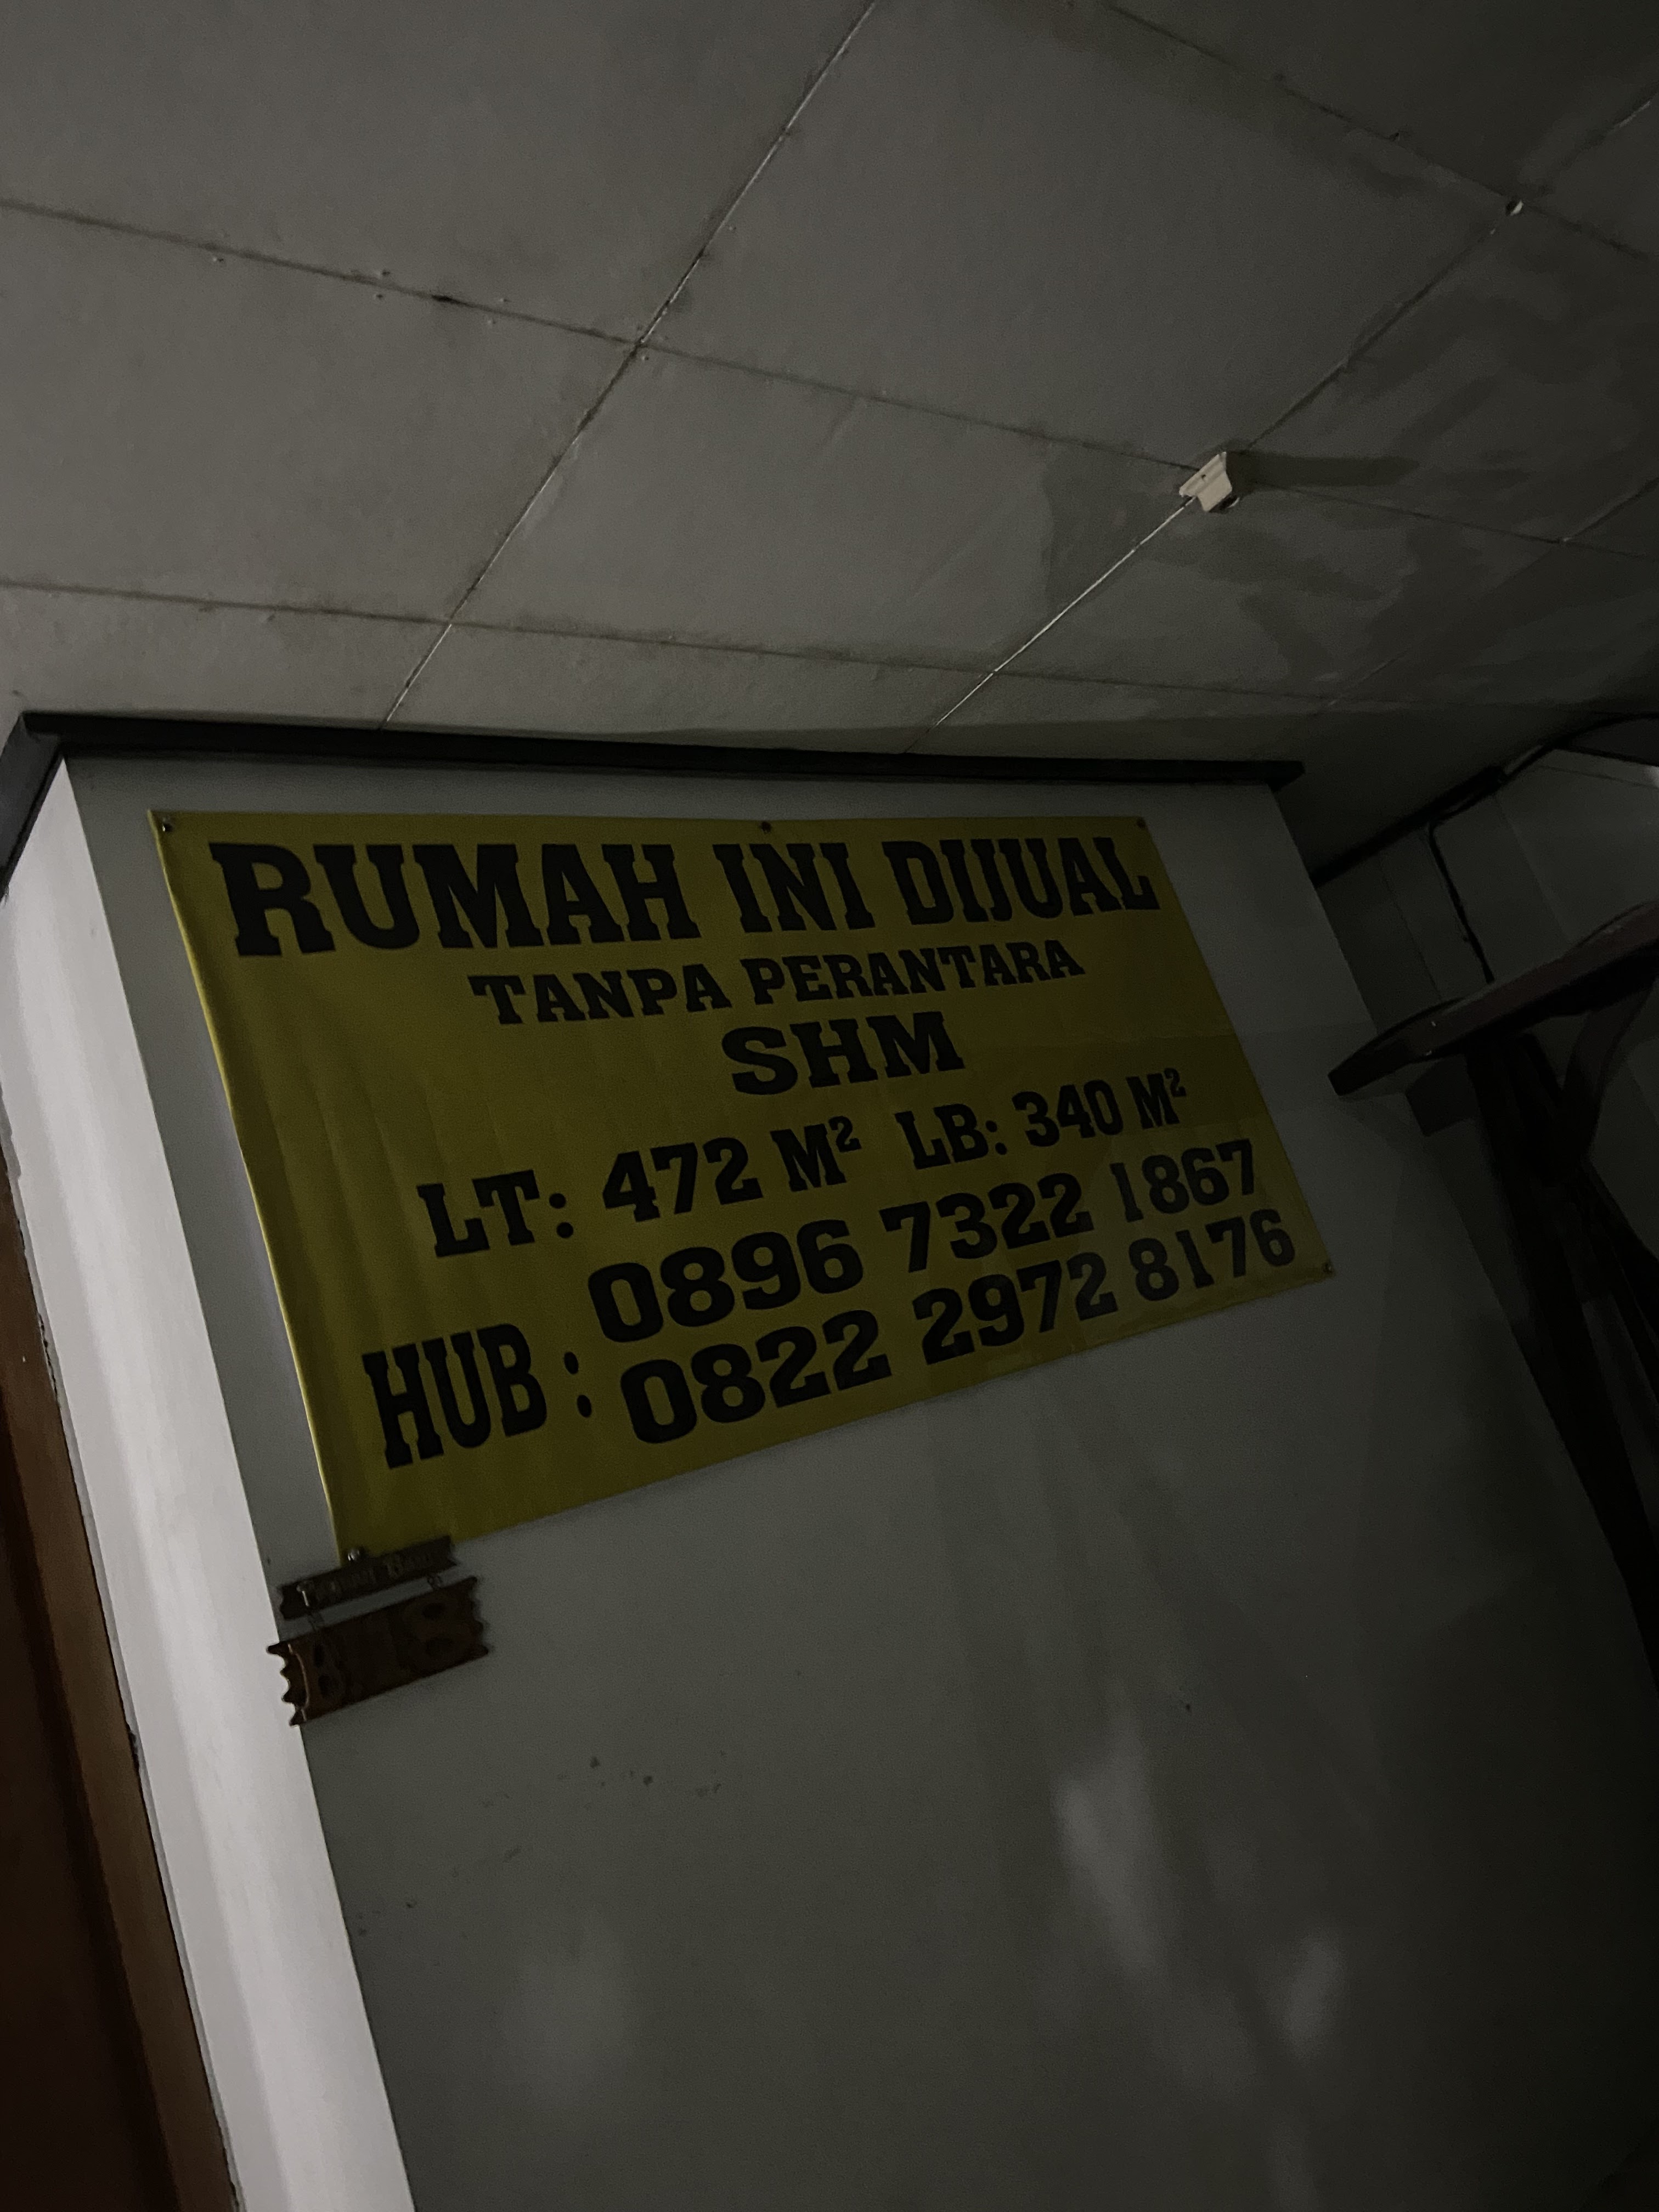 RUMAH INI DIJUAL
TANPA PERANTARA
SHM
LT: 472 M² LB: 340 M²
0896 7322 1867
HUB : 0822 2972 8176